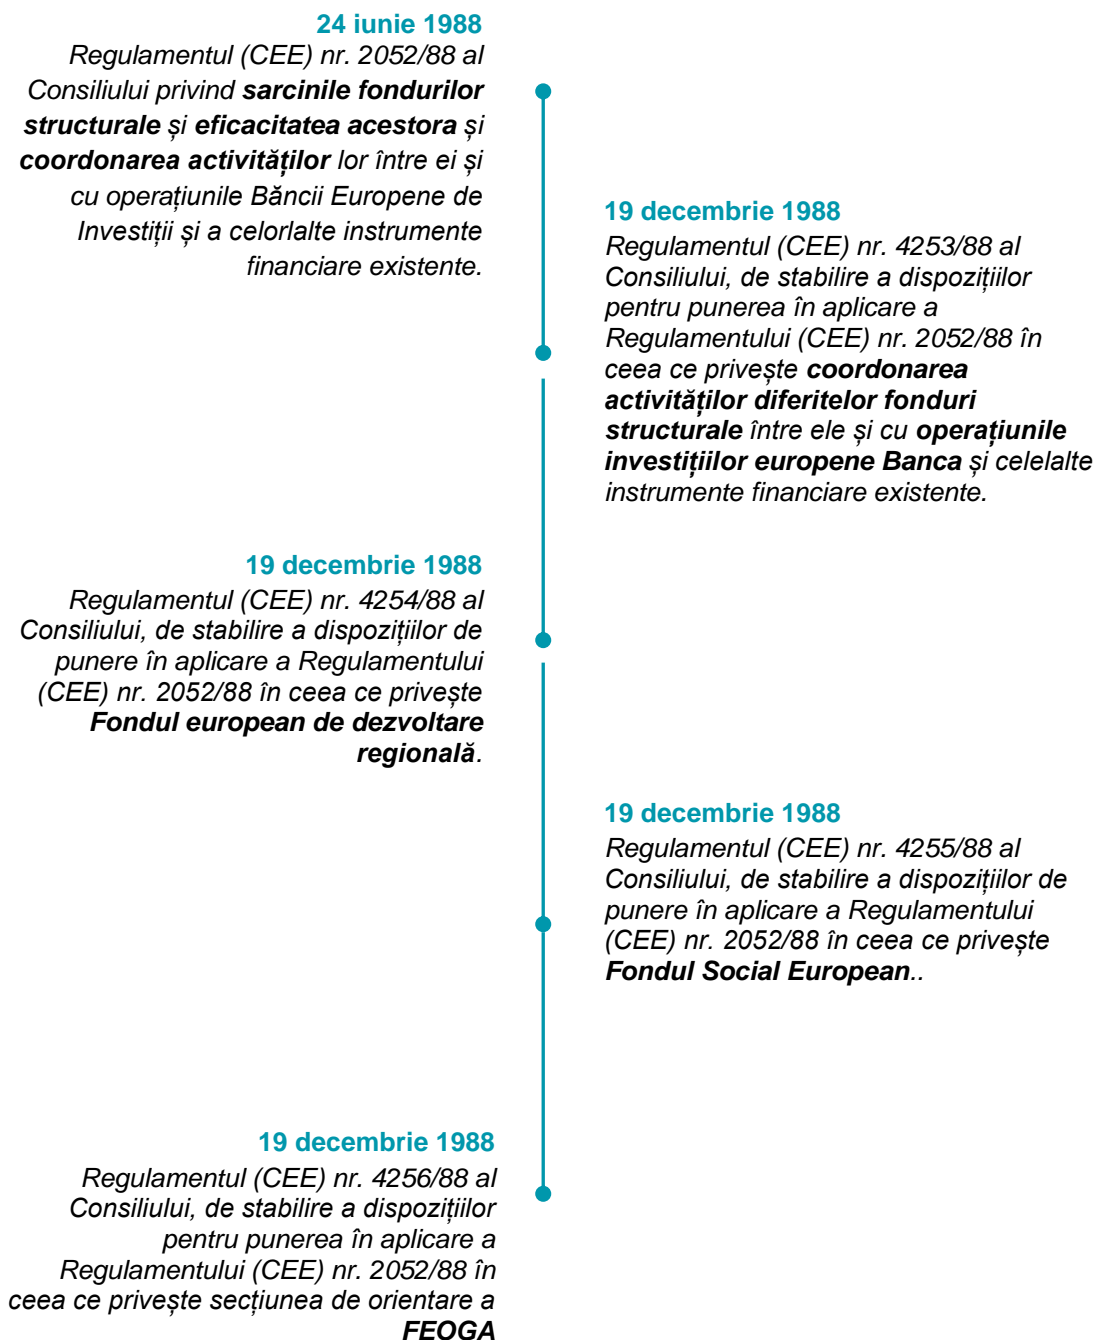 24 iunie 1988
Regulamentul (CEE) nr. 2052/88 al
Consiliului privind sarcinile fondurilor
structurale și eficacitatea acestora și
coordonarea activităților lor între ei și
cu operațiunile Băncii Europene de
Investiții și a celorlalte instrumente
financiare existente.
19 decembrie 1988
Regulamentul (CEE) nr. 4253/88 al
Consiliului, de stabilire a dispozițiilor
pentru punerea în aplicare a
Regulamentului (CEE) nr. 2052/88 în
ceea ce privește coordonarea
activităților diferitelor fonduri
structurale între ele și cu operațiunile
investițiilor europene Banca și celelalte
instrumente financiare existente.
19 decembrie 1988
Regulamentul (CEE) nr. 4254/88 al
Consiliului, de stabilire a dispozițiilor de
punere în aplicare a Regulamentului
(CEE) nr. 2052/88 în ceea ce privește
Fondul european de dezvoltare
regională.
19 decembrie 1988
Regulamentul (CEE) nr. 4255/88 al
Consiliului, de stabilire a dispozițiilor de
punere în aplicare a Regulamentului
(CEE) nr. 2052/88 în ceea ce privește
Fondul Social European..
19 decembrie 1988
Regulamentul (CEE) nr. 4256/88 al
Consiliului, de stabilire a dispozițiilor
pentru punerea în aplicare a
Regulamentului (CEE) nr. 2052/88 în
ceea ce privește secțiunea de orientare a
FEOGA